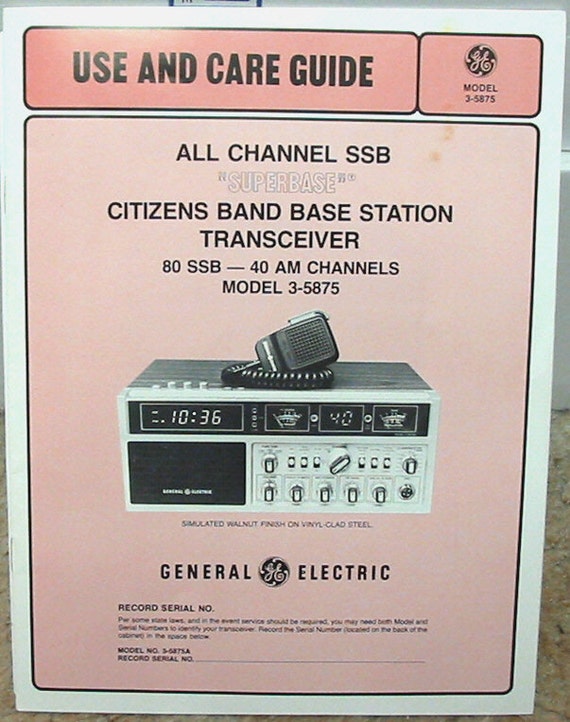 USE AND CARE GUIDE
GE
MODEL
3-5875
ALL CHANNEL SSB
"SUPERBASE"®
CITIZENS BAND BASE STATION
TRANSCEIVER
80 SSB — 40 AM CHANNELS
MODEL 3-5875
10:36
40
GENERAL GE ELECTRIC
SIMULATED WALNUT FINISH ON VINYL-CLAD STEEL.
GENERAL GE ELECTRIC
RECORD SERIAL NO.
Per some state laws, and in the event service should be required, you may need both Model and
Serial Numbers to identify your transceiver. Record the Serial Number (located on the back of the
cabinet) in the space below.
MODEL NO. 3-5875A
RECORD SERIAL NO.